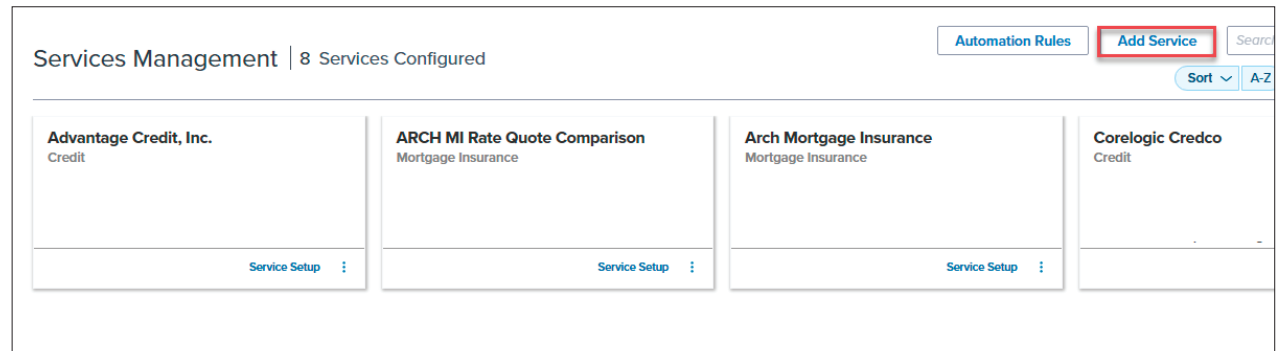 Services Management 8 Services Configured
Automation Rules Add Service Searc
Sort A-Z
Advantage Credit, Inc.
Credit
Service Setup
ARCH MI Rate Quote Comparison
Mortgage Insurance
Service Setup
Arch Mortgage Insurance
Mortgage Insurance
Service Setup
Corelogic Credco
Credit